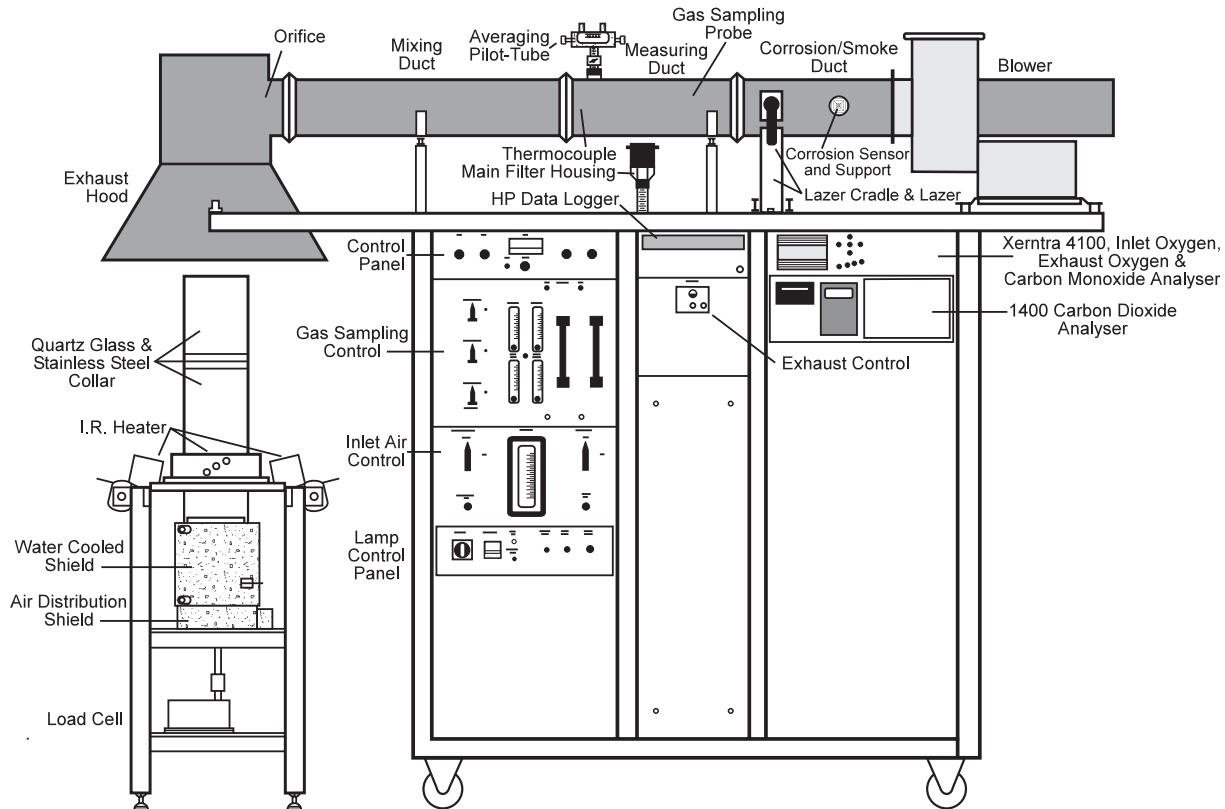 Orifice
Mixing
Duct
Averaging
Pilot-Tube
Measuring
Duct
Gas Sampling
Probe
Corrosion/Smoke
Duct
Blower
Exhaust
Hood
Thermocouple
Main Filter Housing
HP Data Logger
Corrosion Sensor
and Support
Lazer Cradle & Lazer
Control
Panel
Xerntra 4100, Inlet Oxygen,
Exhaust Oxygen &
Carbon Monoxide Analyser
1400 Carbon Dioxide
Analyser
Gas Sampling
Control
Exhaust Control
Quartz Glass &
Stainless Steel
Collar
I.R. Heater
Inlet Air
Control
Water Cooled
Shield
Lamp
Control
Panel
Air Distribution
Shield
Load Cell